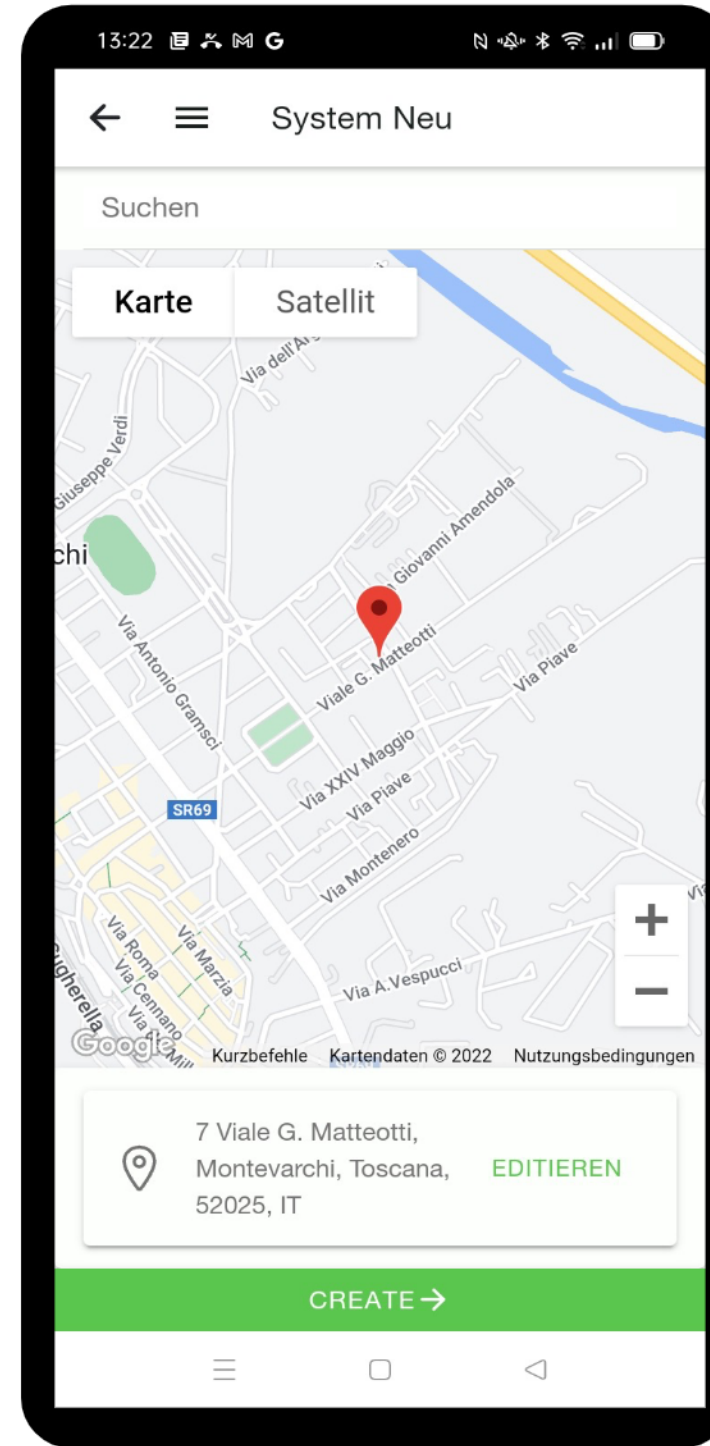 13:22
System Neu
Suchen
Karte
Satellit
Via dell'Ar
Giuseppe Verdi
Giovanni Amendola
chi
Via Antonio Gramsci
Viale G. Matteotti
Via Piave
Via XXIV Maggio
SR69
Via Piave
Via Montenero
Via Roma
Via Marzia
Via Cennano
Sugherella
Via A.Vespucci
Google
Kurzbefehle
Kartendaten © 2022
Nutzungsbedingungen
7 Viale G. Matteotti,
Montevarchi, Toscana,
52025, IT
EDITIEREN
CREATE